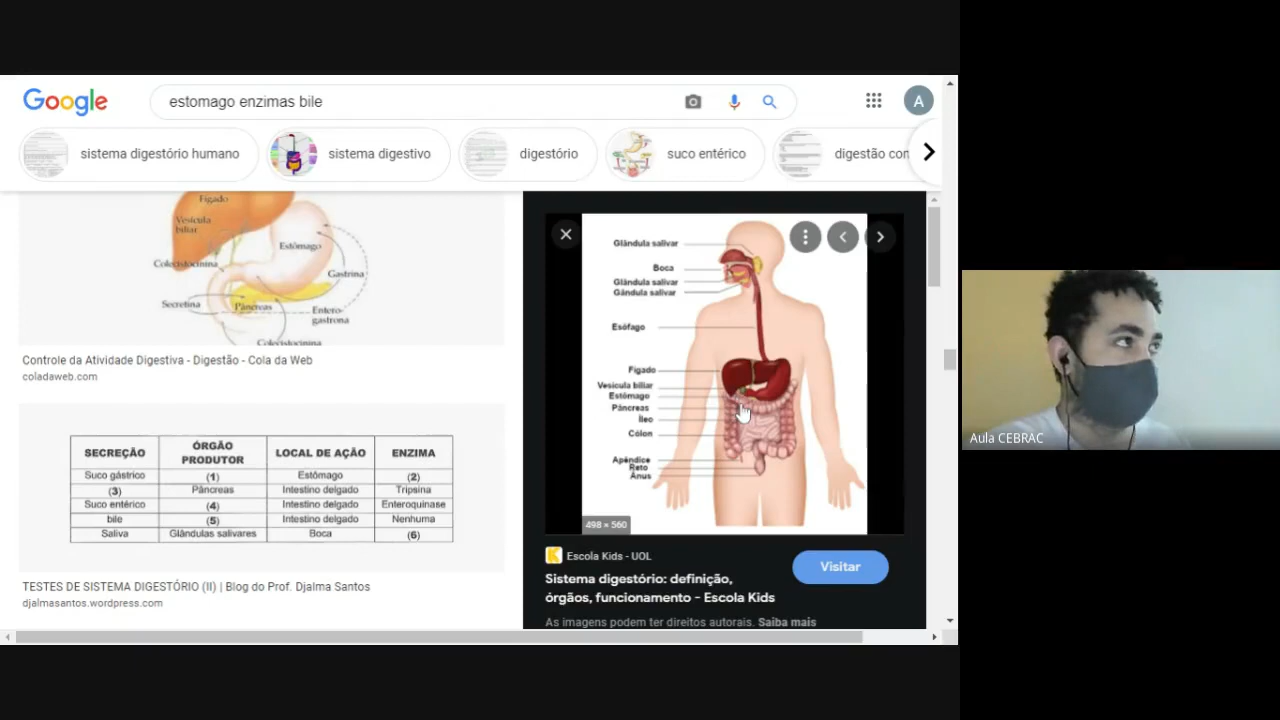 Google
estomago enzimas bile
A
sistema digestório humano
sistema digestivo
digestório
suco entérico
digestão con
Fígado
Vesícula
biliar
Estômago
Colecistocinina
Gastrina
Secretina
Pâncreas
Entero-
gastrona
Colecistocinina
Controle da Atividade Digestiva - Digestão - Cola da Web
coladaweb.com
SECREÇÃO ÓRGÃO PRODUTOR LOCAL DE AÇÃO ENZIMA
Suco gástrico (1) Estômago (2)
(3) Pâncreas Intestino delgado Tripsina
Suco entérico (4) Intestino delgado Enteroquinase
bile (5) Intestino delgado Nenhuma
Saliva Glândulas salivares Boca (6)
TESTES DE SISTEMA DIGESTÓRIO (II) | Blog do Prof. Djalma Santos
djalmasantos.wordpress.com
Glândula salivar
Boca
Glândula salivar
Gândula salivar
Esôfago
Fígado
Vesícula biliar
Estômago
Pâncreas
Íleo
Cólon
Apêndice
Reto
Ânus
498 × 560
Escola Kids - UOL
Visitar
Sistema digestório: definição,
órgãos, funcionamento - Escola Kids
As imagens podem ter direitos autorais. Saiba mais
Aula CEBRAC